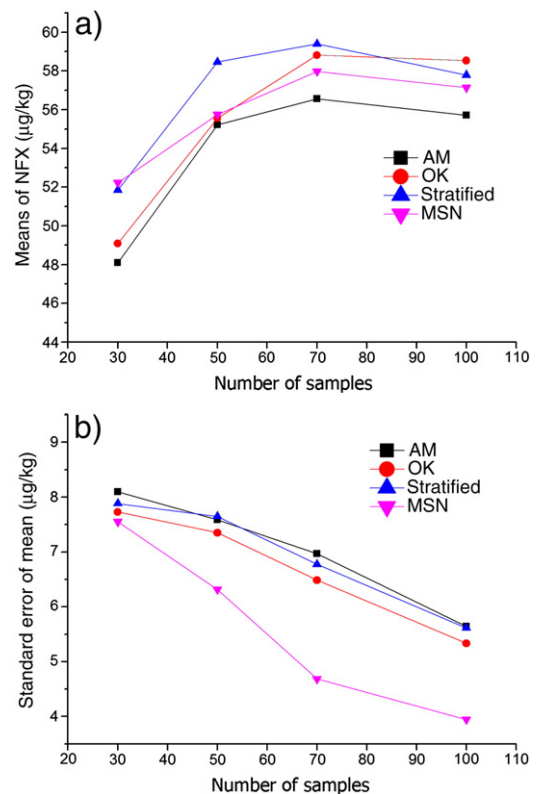 a)
Means of NFX (μg/kg)
60
58
56
54
52
50
48
46
44
AM
OK
Stratified
MSN
20 30 40 50 60 70 80 90 100 110
Number of samples
b)
Standard error of mean (μg/kg)
9
8
7
6
5
4
AM
OK
Stratified
MSN
20 30 40 50 60 70 80 90 100 110
Number of samples